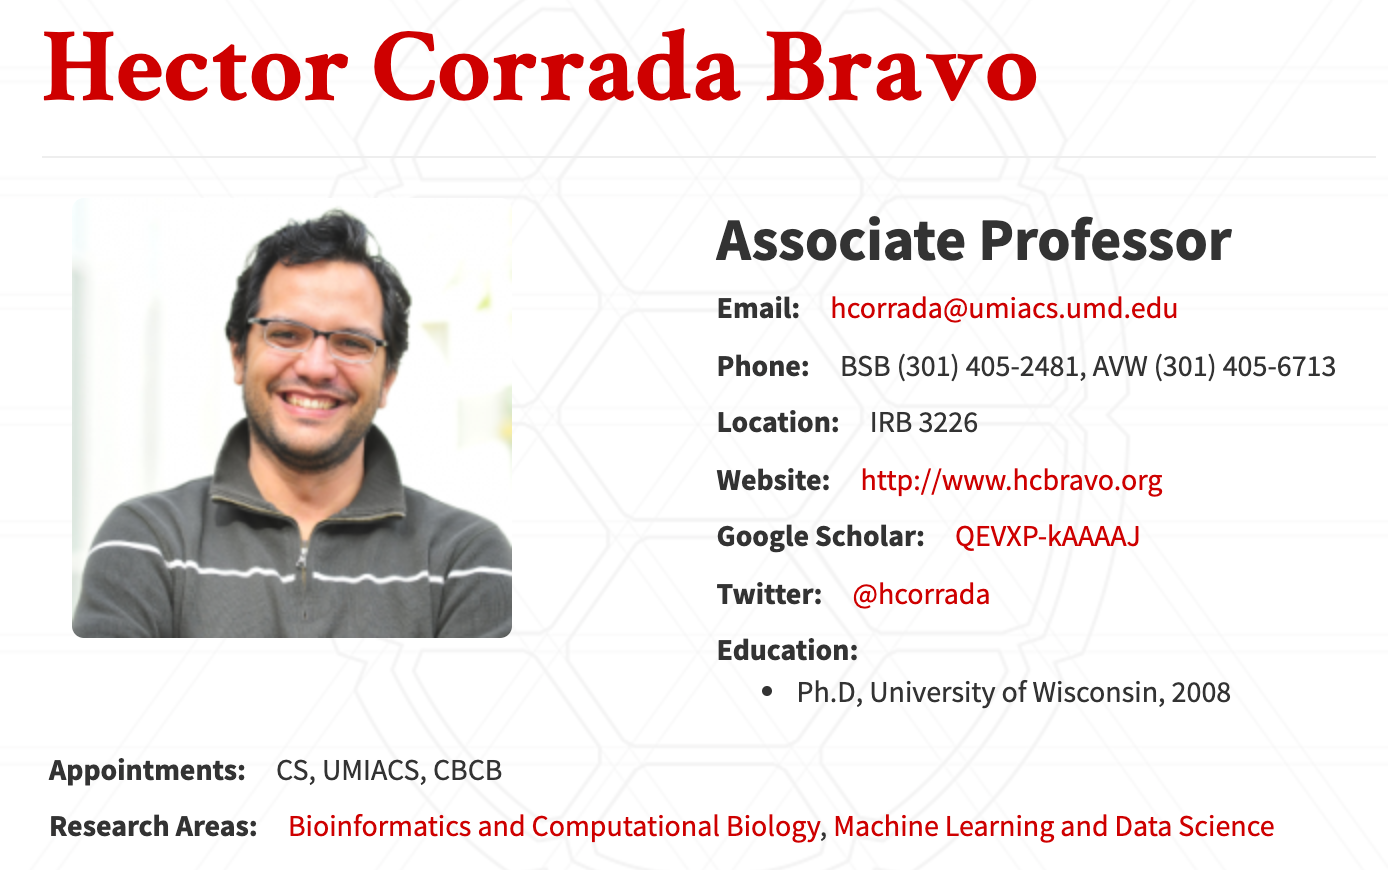 Hector Corrada Bravo
Associate Professor
Email: hcorrada@umiacs.umd.edu
Phone: BSB (301) 405-2481, AVW (301) 405-6713
Location: IRB 3226
Website: http://www.hcbravo.org
Google Scholar: QEVXP-kAAAAJ
Twitter: @hcorrada
Education:
• Ph.D, University of Wisconsin, 2008
Appointments: CS, UMIACS, CBCB
Research Areas: Bioinformatics and Computational Biology, Machine Learning and Data Science